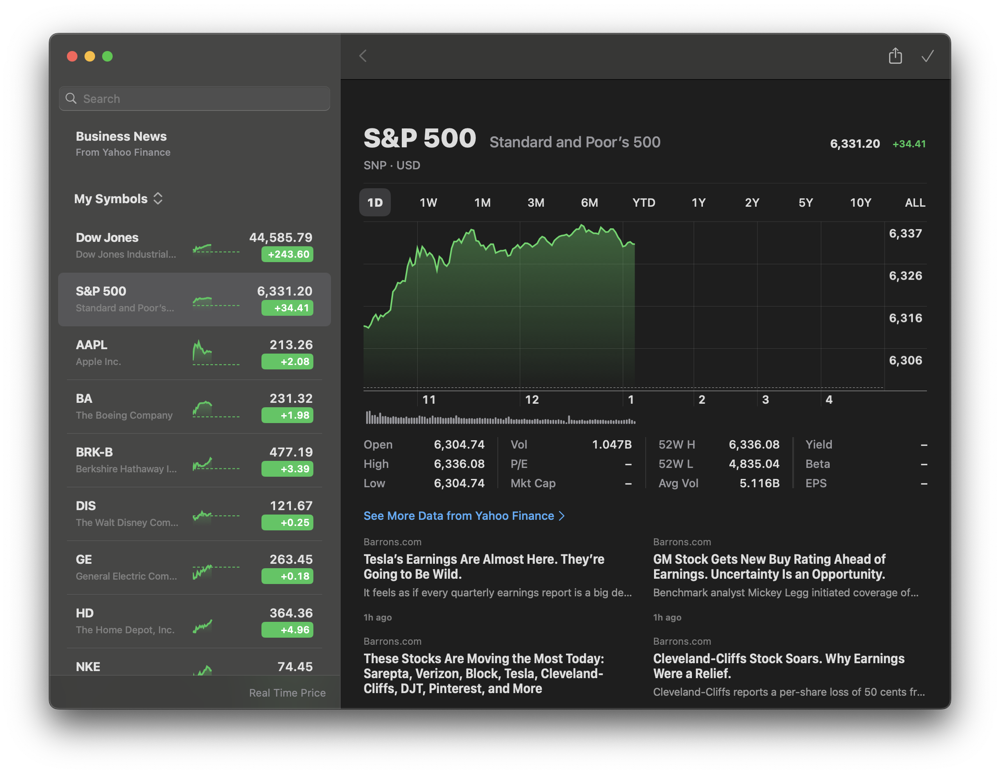 Search
Business News
From Yahoo Finance
My Symbols
Dow Jones 44,585.79
Dow Jones Industrial... +243.60
S&P 500 6,331.20
Standard and Poor's... +34.41
AAPL 213.26
Apple Inc. +2.08
BA 231.32
The Boeing Company +1.98
BRK-B 477.19
Berkshire Hathaway I... +3.39
DIS 121.67
The Walt Disney Com... +0.25
GE 263.45
General Electric Com... +0.18
HD 364.36
The Home Depot, Inc. +4.96
NKE 74.45
Real Time Price
S&P 500 Standard and Poor's 500 6,331.20 +34.41
SNP · USD
1D 1W 1M 3M 6M YTD 1Y 2Y 5Y 10Y ALL
6,337
6,326
6,316
6,306
11 12 1 2 3 4
Open 6,304.74 Vol 1.047B 52W H 6,336.08 Yield –
High 6,336.08 P/E – 52W L 4,835.04 Beta –
Low 6,304.74 Mkt Cap – Avg Vol 5.116B EPS –
See More Data from Yahoo Finance
Barrons.com
Tesla's Earnings Are Almost Here. They're
Going to Be Wild.
It feels as if every quarterly earnings report is a big de...
1h ago
Barrons.com
GM Stock Gets New Buy Rating Ahead of
Earnings. Uncertainty Is an Opportunity.
Benchmark analyst Mickey Legg initiated coverage of...
1h ago
Barrons.com
These Stocks Are Moving the Most Today:
Sarepta, Verizon, Block, Tesla, Cleveland-
Cliffs, DJT, Pinterest, and More
Barrons.com
Cleveland-Cliffs Stock Soars. Why Earnings
Were a Relief.
Cleveland-Cliffs reports a per-share loss of 50 cents fr...